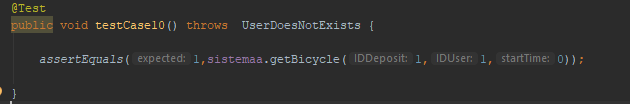 @Test
public void testCase10() throws  UserDoesNotExists {
assertEquals( expected: 1,sistemaa.getBicycle( IDDeposit: 1, IDUser: 1, startTime: 0));
}